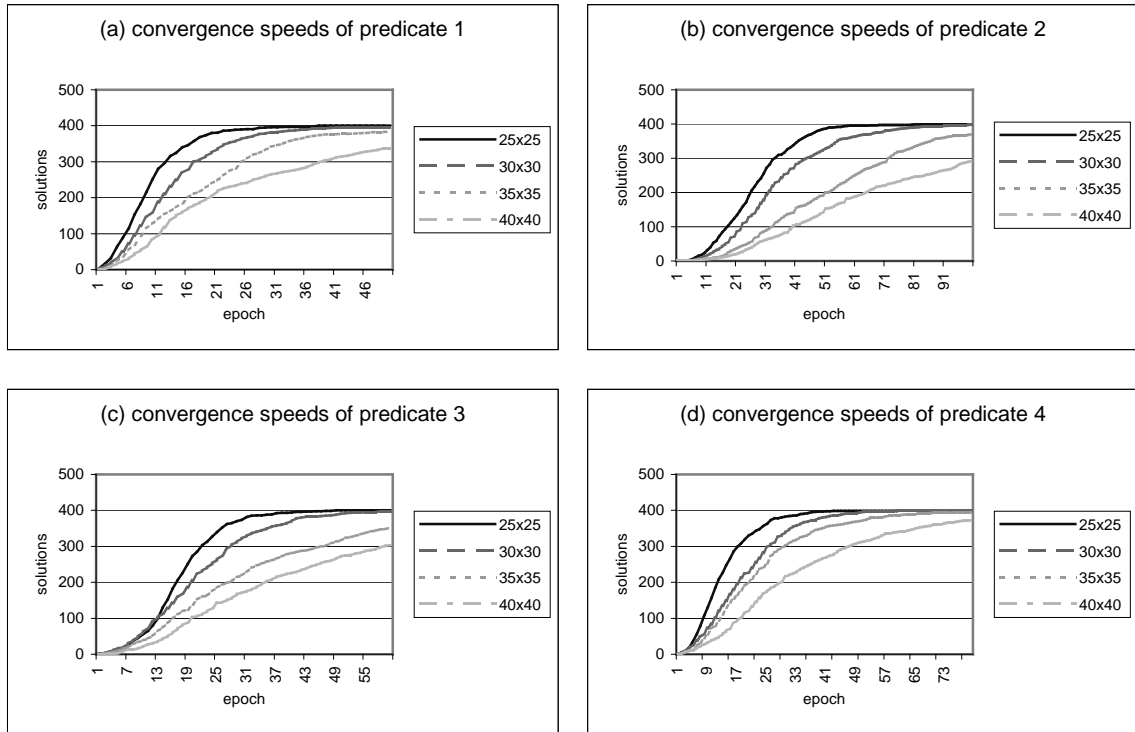 (a) convergence speeds of predicate 1
500
400
300
200
100
0
solutions
1
6
11
16
21
26
31
36
41
46
epoch
25x25
30x30
35x35
40x40
(b) convergence speeds of predicate 2
500
400
300
200
100
0
solutions
1
11
21
31
41
51
61
71
81
91
epoch
25x25
30x30
35x35
40x40
(c) convergence speeds of predicate 3
500
400
300
200
100
0
solutions
1
7
13
19
25
31
37
43
49
55
epoch
25x25
30x30
35x35
40x40
(d) convergence speeds of predicate 4
500
400
300
200
100
0
solutions
1
9
17
25
33
41
49
57
65
73
epoch
25x25
30x30
35x35
40x40